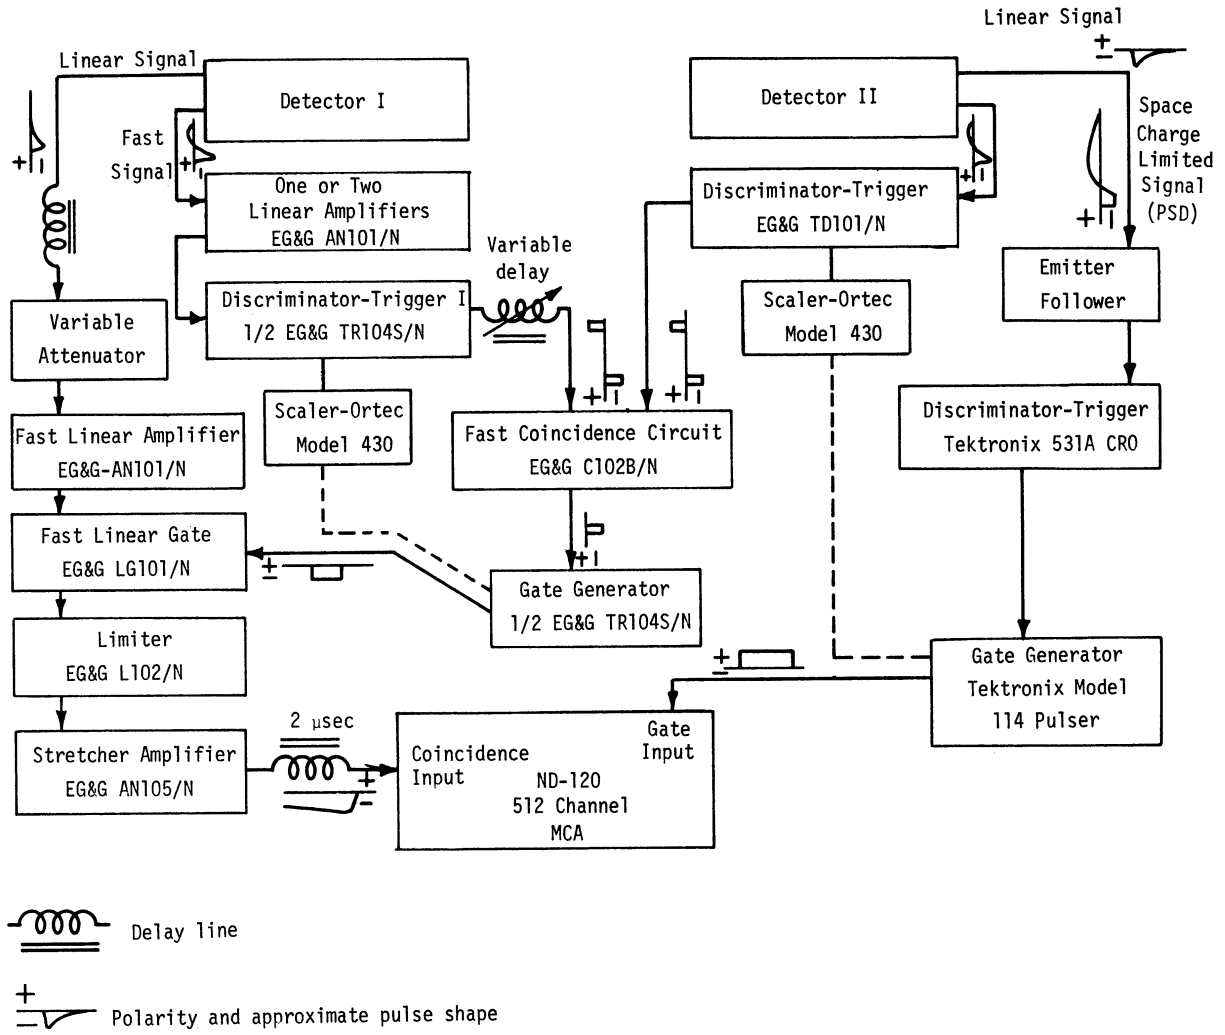 Linear Signal
Linear Signal
Detector I
Detector II
Fast
Signal
Space
Charge
Limited
Signal
(PSD)
One or Two
Linear Amplifiers
EG&G AN101/N
Discriminator-Trigger
EG&G TD101/N
Variable
delay
Emitter
Follower
Discriminator-Trigger I
1/2 EG&G TR104S/N
Scaler-Ortec
Model 430
Variable
Attenuator
Scaler-Ortec
Model 430
Discriminator-Trigger
Tektronix 531A CRO
Fast Linear Amplifier
EG&G-AN101/N
Fast Coincidence Circuit
EG&G C102B/N
Fast Linear Gate
EG&G LG101/N
Gate Generator
1/2 EG&G TR104S/N
Limiter
EG&G L102/N
Gate Generator
Tektronix Model
114 Pulser
Stretcher Amplifier
EG&G AN105/N
2 μsec
Coincidence
Input
Gate
Input
ND-120
512 Channel
MCA
Delay line
Polarity and approximate pulse shape